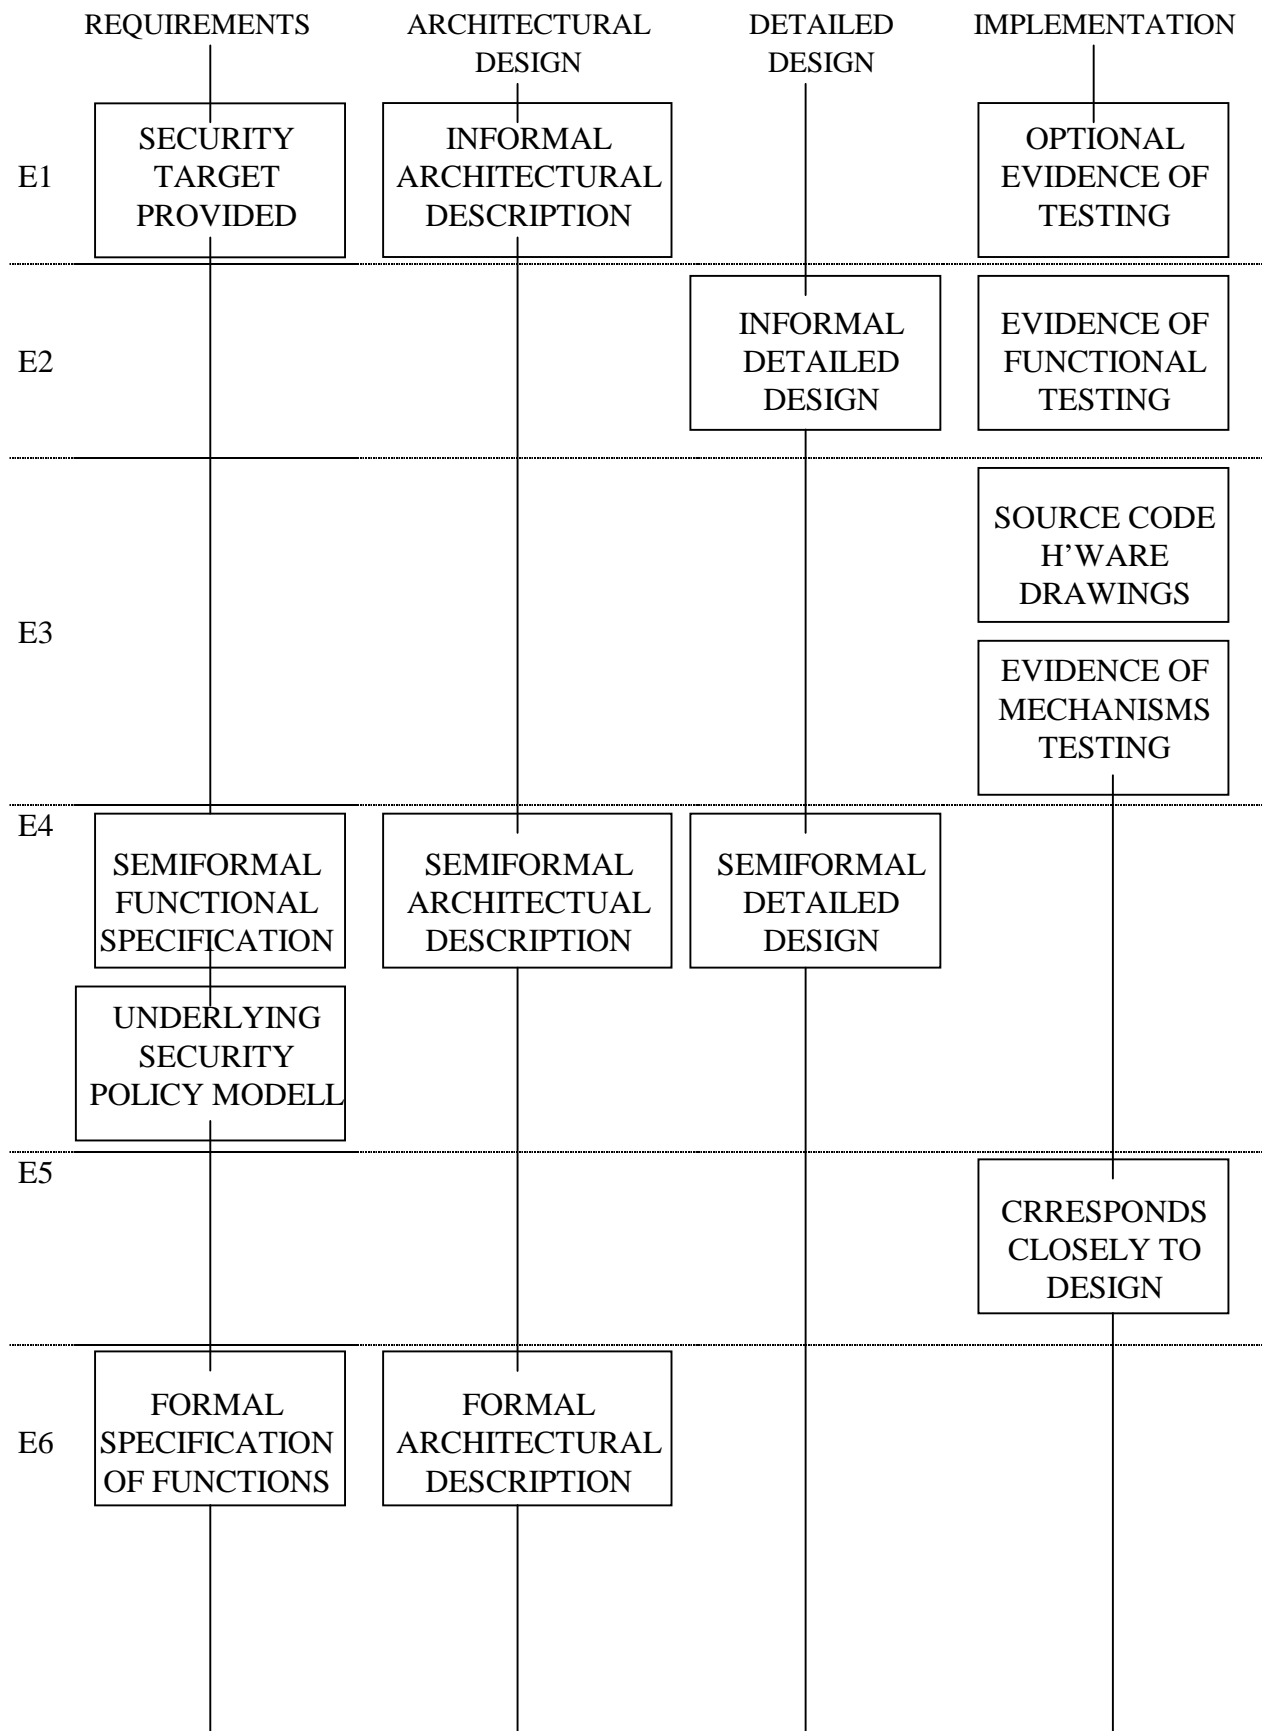 REQUIREMENTS
ARCHITECTURAL
DESIGN
DETAILED
DESIGN
IMPLEMENTATION
E1
SECURITY
TARGET
PROVIDED
INFORMAL
ARCHITECTURAL
DESCRIPTION
OPTIONAL
EVIDENCE OF
TESTING
E2
INFORMAL
DETAILED
DESIGN
EVIDENCE OF
FUNCTIONAL
TESTING
E3
SOURCE CODE
H'WARE
DRAWINGS
EVIDENCE OF
MECHANISMS
TESTING
E4
SEMIFORMAL
FUNCTIONAL
SPECIFICATION
SEMIFORMAL
ARCHITECTUAL
DESCRIPTION
SEMIFORMAL
DETAILED
DESIGN
UNDERLYING
SECURITY
POLICY MODELL
E5
CRRESPONDS
CLOSELY TO
DESIGN
E6
FORMAL
SPECIFICATION
OF FUNCTIONS
FORMAL
ARCHITECTURAL
DESCRIPTION